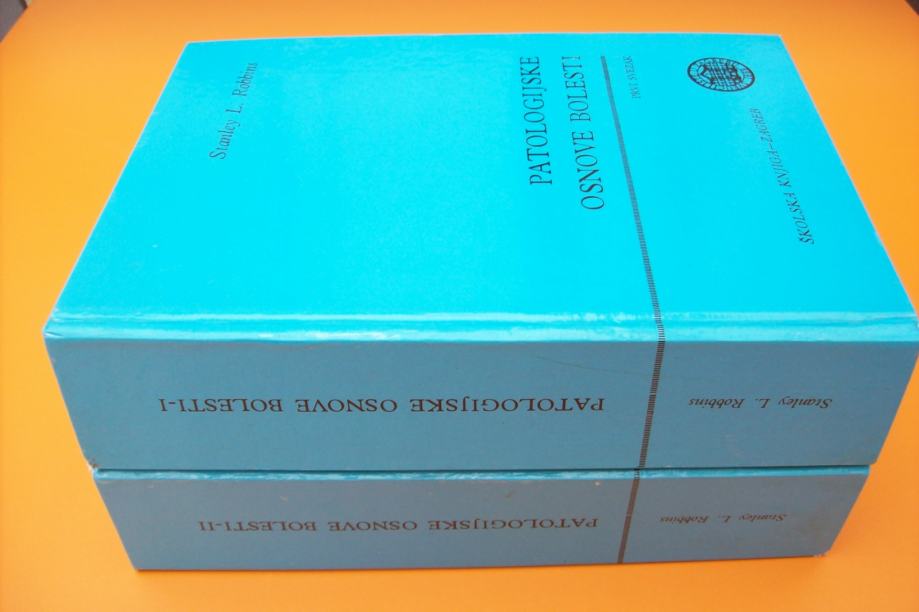 Stanley L. Robbins
PATOLOGIJSKE
OSNOVE BOLESTI
PRVI SVEZAK
ŠKOLSKA KNJIGA–ZAGREB
Stanley L. Robbins
PATOLOGIJSKE OSNOVE BOLESTI-I
Stanley L. Robbins
PATOLOGIJSKE OSNOVE BOLESTI-II